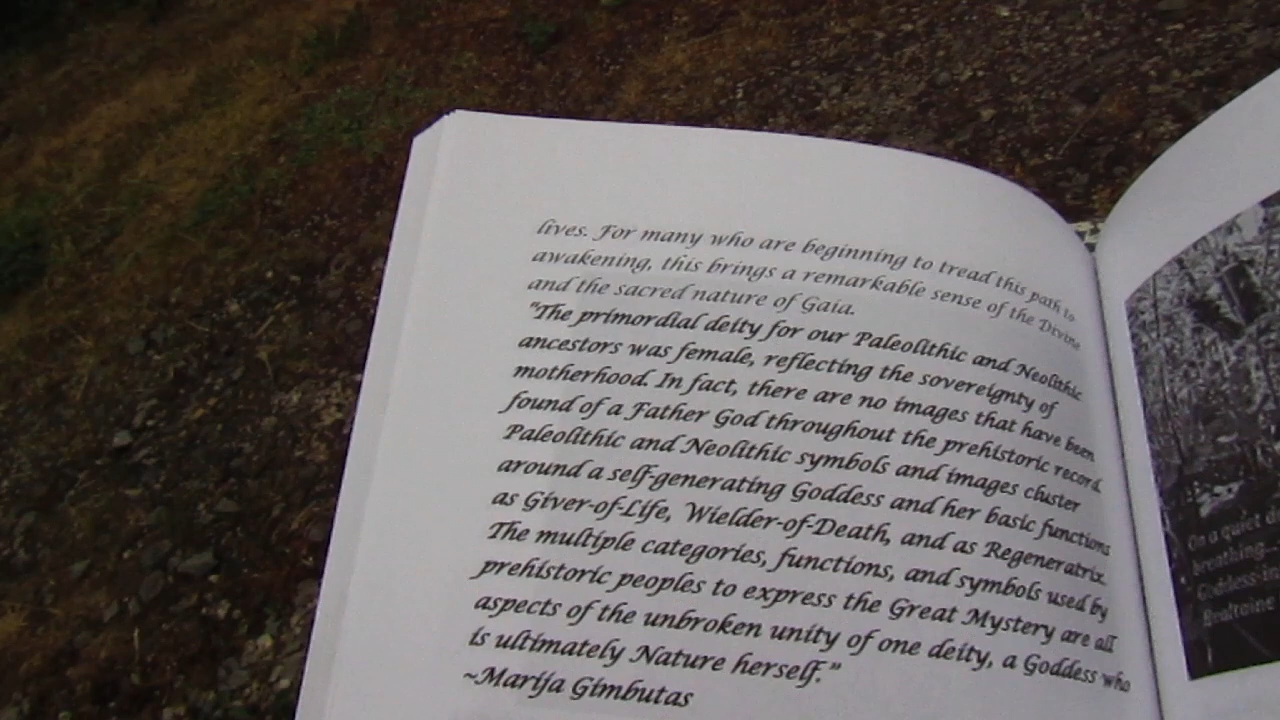 lives. For many who are beginning to tread this path to
awakening, this brings a remarkable sense of the Divine
and the sacred nature of Gaia.
"The primordial deity for our Paleolithic and Neolithic
ancestors was female, reflecting the sovereignty of
motherhood. In fact, there are no images that have been
found of a Father God throughout the prehistoric record.
Paleolithic and Neolithic symbols and images cluster
around a self-generating Goddess and her basic functions
as Giver-of-Life, Wielder-of-Death, and as Regeneratrix.
The multiple categories, functions, and symbols used by
prehistoric peoples to express the Great Mystery are all
aspects of the unbroken unity of one deity, a Goddess who
is ultimately Nature herself."
~Marija Gimbutas
On a quiet
breathing...
Goddess-in
Bealtaine